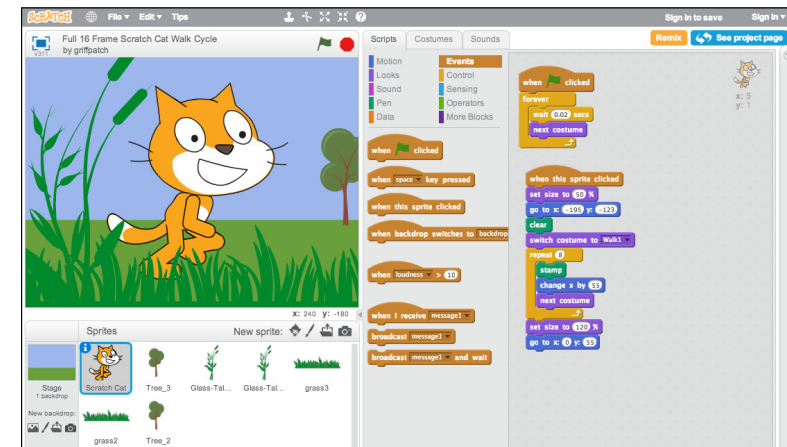 SCRATCH File Edit Tips Sign in to save Sign in
Full 16 Frame Scratch Cat Walk Cycle
by griffpatch
v311
X: 240 Y: -180
Sprites New sprite:
Stage
1 backdrop
New backdrop:
Scratch Cat
Tree_3
Glass-Tal...
Glass-Tal...
grass3
grass2
Tree_2
Scripts Costumes Sounds
Remix See project page
Motion Events
Looks Control
Sound Sensing
Pen Operators
Data More Blocks
when clicked
when space key pressed
when this sprite clicked
when backdrop switches to backdrop
when loudness > 10
when I receive message1
broadcast message1
broadcast message1 and wait
when clicked
forever
wait 0.02 secs
next costume
x: 5
y: 1
when this sprite clicked
set size to 50 %
go to x: -195 y: -123
clear
switch costume to Walk1
repeat 8
stamp
change x by 55
next costume
set size to 120 %
go to x: 0 y: 55